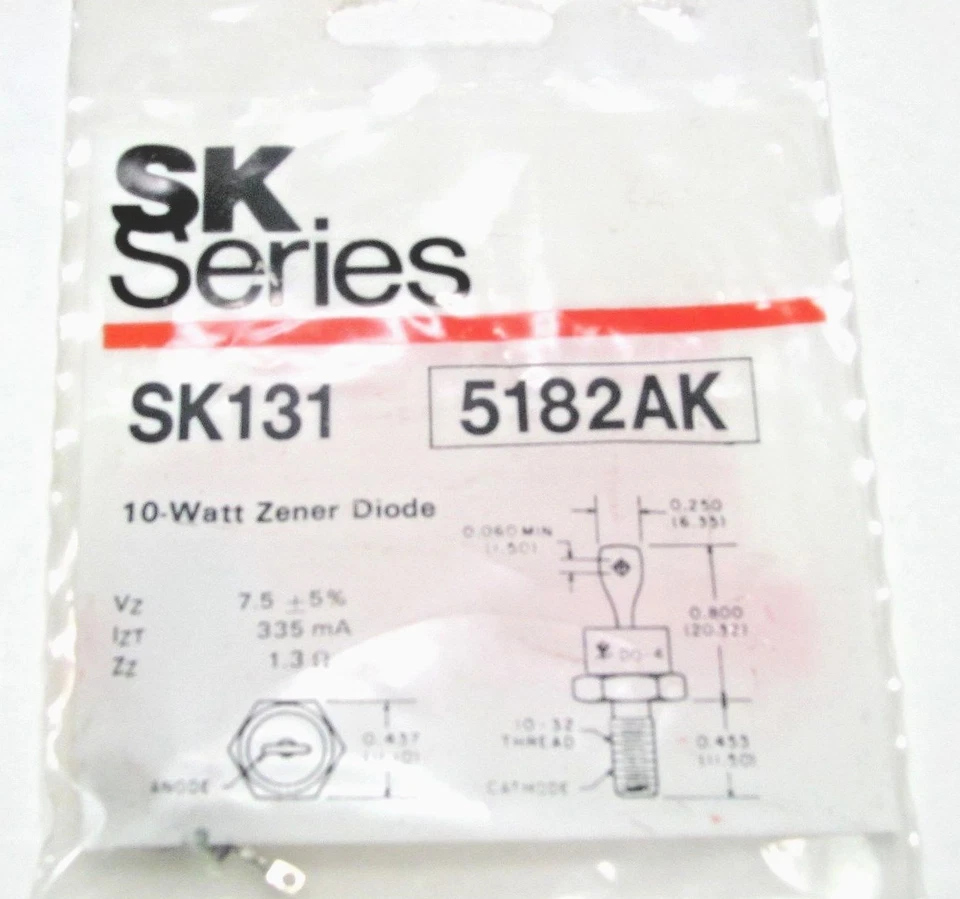 SK
Series
SK131 5182AK
10-Watt Zener Diode
VZ 7.5 ±5%
IZT 335 mA
ZZ 1.3 Ω
0.250
(6.35)
0.060 MIN
(1.50)
0.800
(20.32)
DO-4
10-32
THREAD
0.437
(11.10)
0.453
(11.50)
ANODE
CATHODE